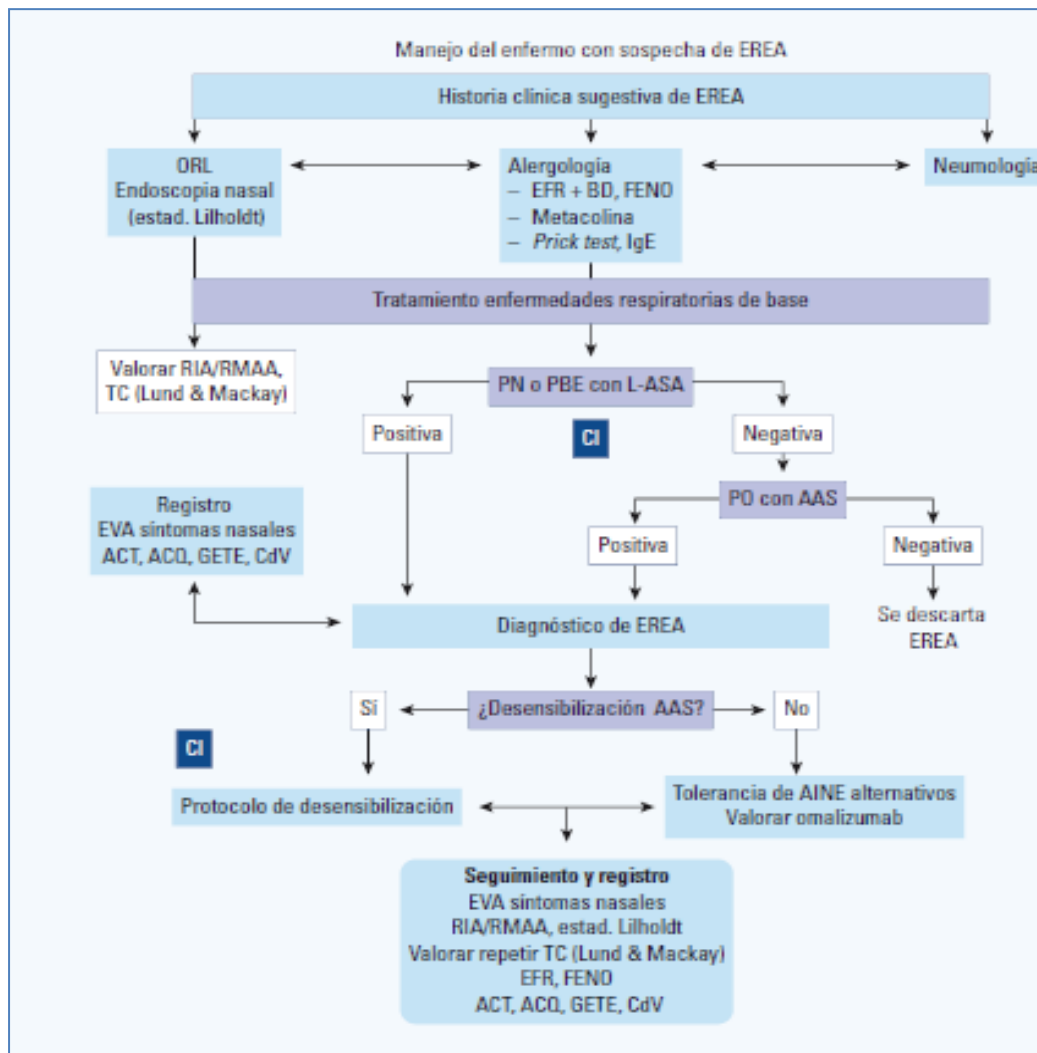 Manejo del enfermo con sospecha de EREA
Historia clínica sugestiva de EREA
ORL
Endoscopia nasal
(estad. Lilholdt)
Alergología
– EFR + BD, FENO
– Metacolina
– Prick test, IgE
Neumología
Tratamiento enfermedades respiratorias de base
Valorar RIA/RMAA,
TC (Lund & Mackay)
PN o PBE con L-ASA
Positiva
CI
Negativa
PO con AAS
Positiva
Negativa
Registro
EVA síntomas nasales
ACT, ACQ, GETE, CdV
Diagnóstico de EREA
Se descarta
EREA
Sí
¿Desensibilización AAS?
No
CI
Protocolo de desensibilización
Tolerancia de AINE alternativos
Valorar omalizumab
Seguimiento y registro
EVA síntomas nasales
RIA/RMAA, estad. Lilholdt
Valorar repetir TC (Lund & Mackay)
EFR, FENO
ACT, ACQ, GETE, CdV